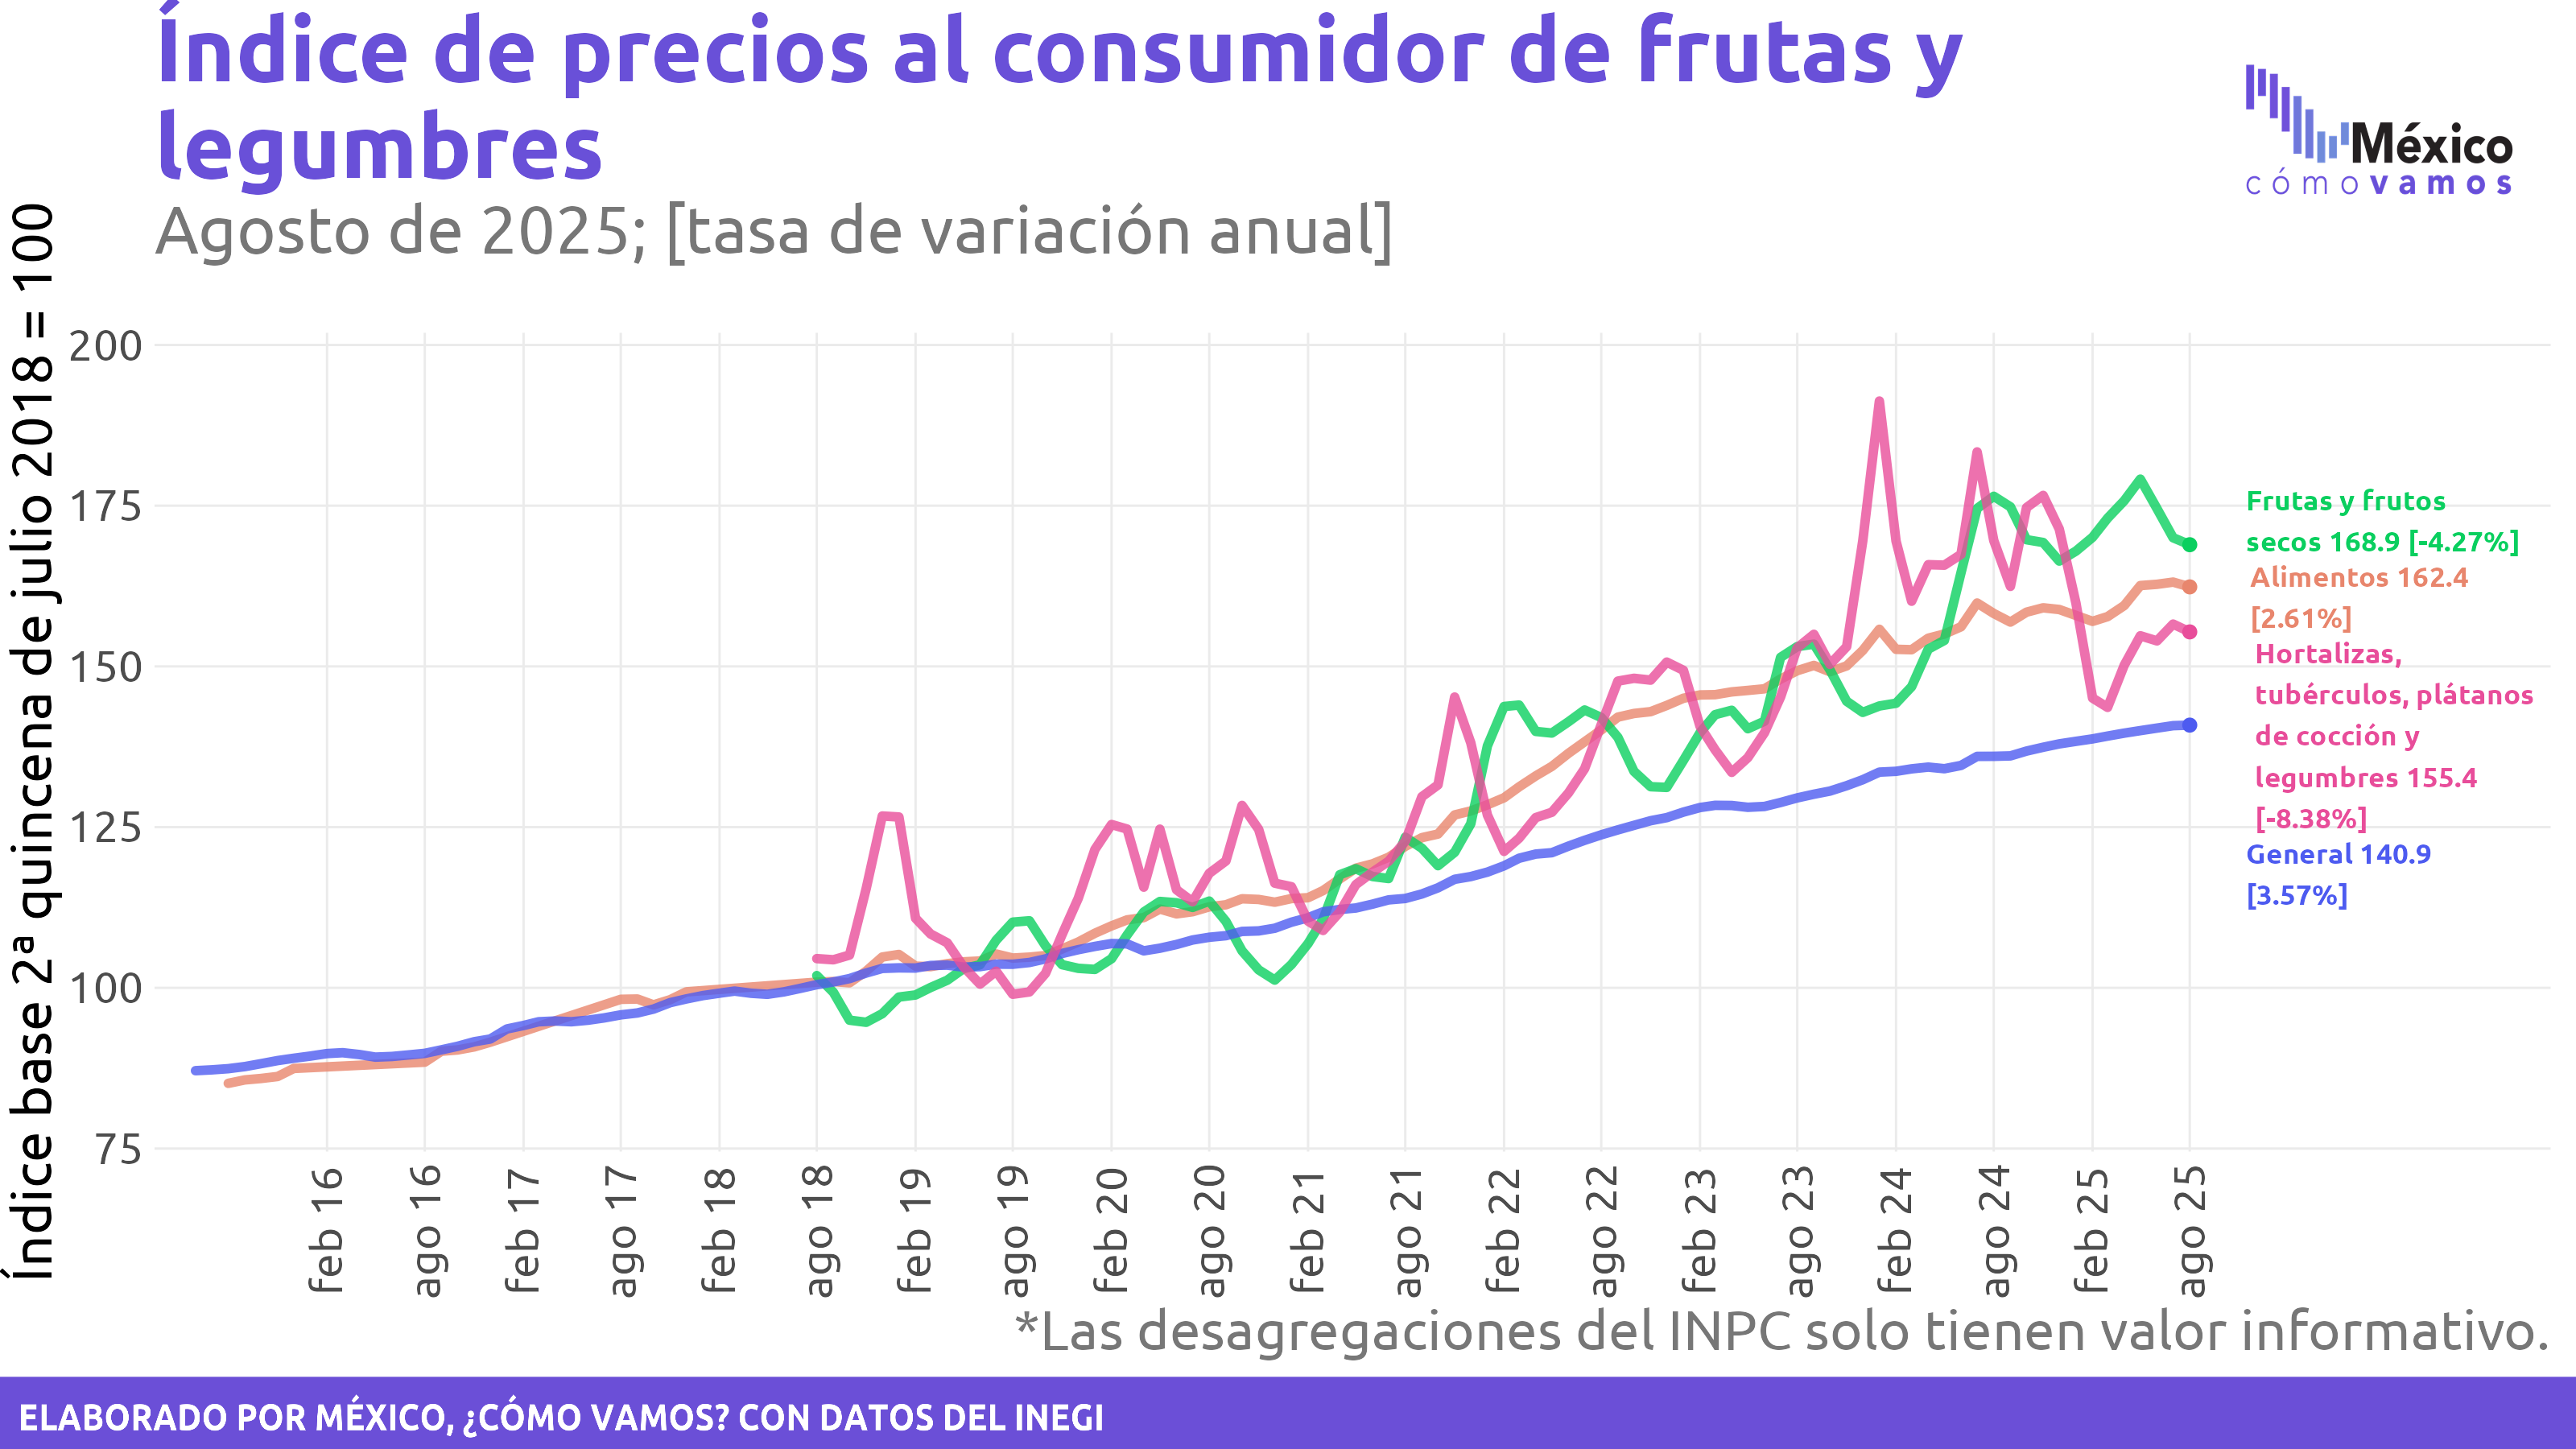 Índice de precios al consumidor de frutas y
legumbres
Agosto de 2025; [tasa de variación anual]
México
cómo vamos
Índice base 2ª quincena de julio 2018 = 100
200
175
150
125
100
75
Frutas y frutos
secos 168.9 [-4.27%]
Alimentos 162.4
[2.61%]
Hortalizas,
tubérculos, plátanos
de cocción y
legumbres 155.4
[-8.38%]
General 140.9
[3.57%]
feb 16
ago 16
feb 17
ago 17
feb 18
ago 18
feb 19
ago 19
feb 20
ago 20
feb 21
ago 21
feb 22
ago 22
feb 23
ago 23
feb 24
ago 24
feb 25
ago 25
*Las desagregaciones del INPC solo tienen valor informativo.
ELABORADO POR MÉXICO, ¿CÓMO VAMOS? CON DATOS DEL INEGI